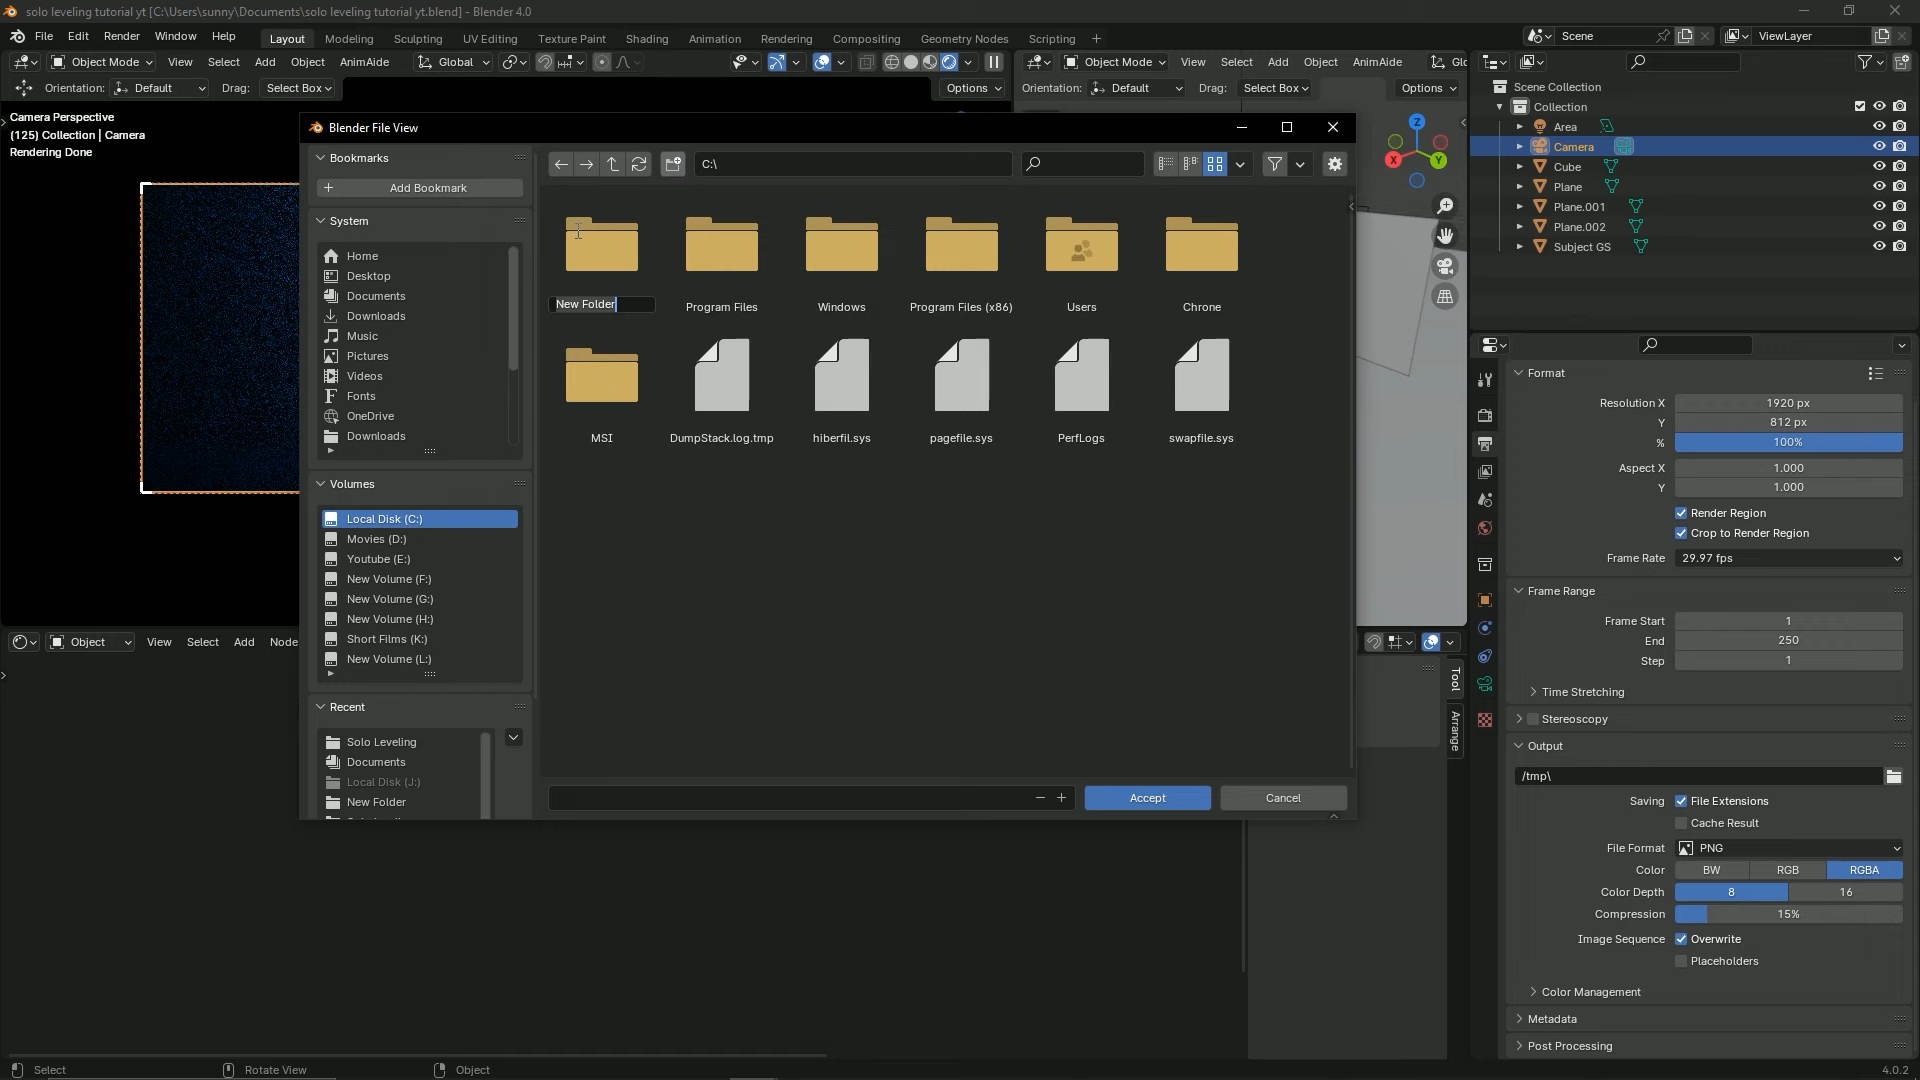 solo leveling tutorial yt [C:\Users\sunny\Documents\solo leveling tutorial yt.blend] - Blender 4.0
File Edit Render Window Help Layout Modeling Sculpting UV Editing Texture Paint Shading Animation Rendering Compositing Geometry Nodes Scripting + Scene ViewLayer
Object Mode View Select Add Object AnimAide Global Object Mode View Select Add Object AnimAide
Orientation: Default Drag: Select Box Options Orientation: Default Drag: Select Box Options
Camera Perspective
(125) Collection | Camera
Rendering Done
Blender File View
Bookmarks
Add Bookmark
System
Home
Desktop
Documents
Downloads
Music
Pictures
Videos
Fonts
OneDrive
Downloads
Volumes
Local Disk (C:)
Movies (D:)
Youtube (E:)
New Volume (F:)
New Volume (G:)
New Volume (H:)
Short Films (K:)
New Volume (L:)
Recent
Solo Leveling
Documents
Local Disk (J:)
New Folder
C:\
New Folder Program Files Windows Program Files (x86) Users Chrone
MSI DumpStack.log.tmp hiberfil.sys pagefile.sys PerfLogs swapfile.sys
Accept Cancel
X Y Z
Object View Select Add Node
Tool
Arrange
Scene Collection
Collection
Area
Camera
Cube
Plane
Plane.001
Plane.002
Subject GS
Format
Resolution X 1920 px
Y 812 px
% 100%
Aspect X 1.000
Y 1.000
Render Region
Crop to Render Region
Frame Rate 29.97 fps
Frame Range
Frame Start 1
End 250
Step 1
Time Stretching
Stereoscopy
Output
/tmp\
Saving File Extensions
Cache Result
File Format PNG
Color BW RGB RGBA
Color Depth 8 16
Compression 15%
Image Sequence Overwrite
Placeholders
Color Management
Metadata
Post Processing
Select Rotate View Object 4.0.2